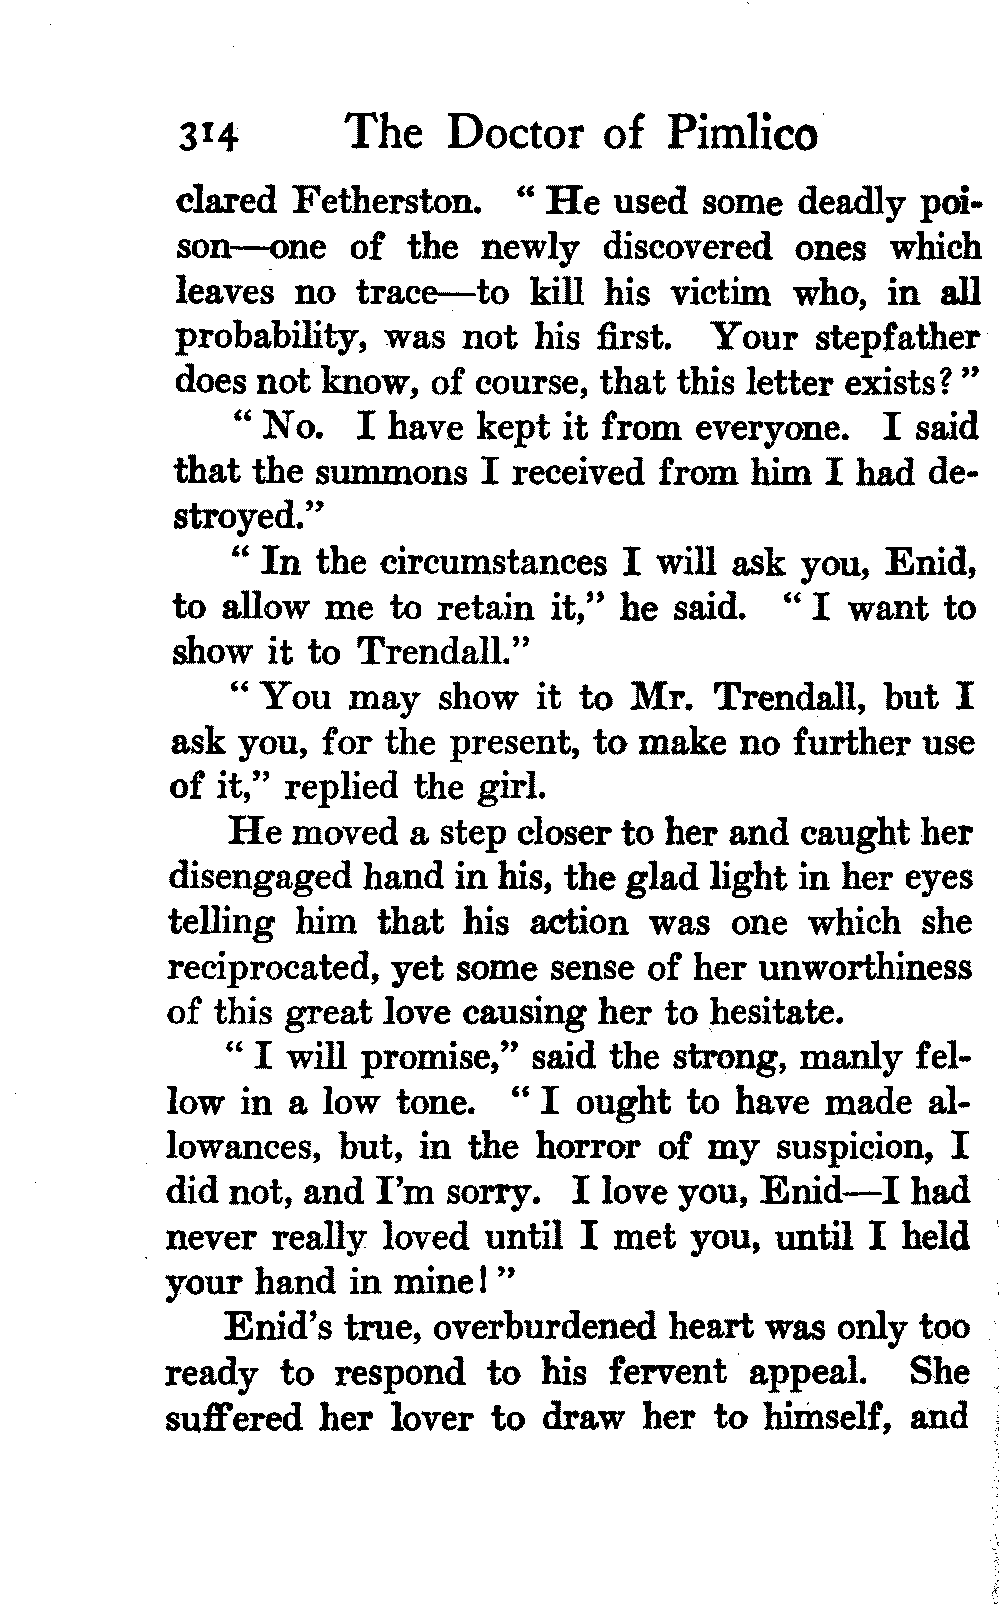 314 The Doctor of Pimlico
clared Fetherston. “ He used some deadly poi-
son—one of the newly discovered ones which
leaves no trace—to kill his victim who, in all
probability, was not his first. Your stepfather
does not know, of course, that this letter exists? ”
“ No. I have kept it from everyone. I said
that the summons I received from him I had de-
stroyed.”
“ In the circumstances I will ask you, Enid,
to allow me to retain it,” he said. “ I want to
show it to Trendall.”
“ You may show it to Mr. Trendall, but I
ask you, for the present, to make no further use
of it,” replied the girl.
He moved a step closer to her and caught her
disengaged hand in his, the glad light in her eyes
telling him that his action was one which she
reciprocated, yet some sense of her unworthiness
of this great love causing her to hesitate.
“ I will promise,” said the strong, manly fel-
low in a low tone. “ I ought to have made al-
lowances, but, in the horror of my suspicion, I
did not, and I’m sorry. I love you, Enid—I had
never really loved until I met you, until I held
your hand in mine! ”
Enid’s true, overburdened heart was only too
ready to respond to his fervent appeal. She
suffered her lover to draw her to himself, and